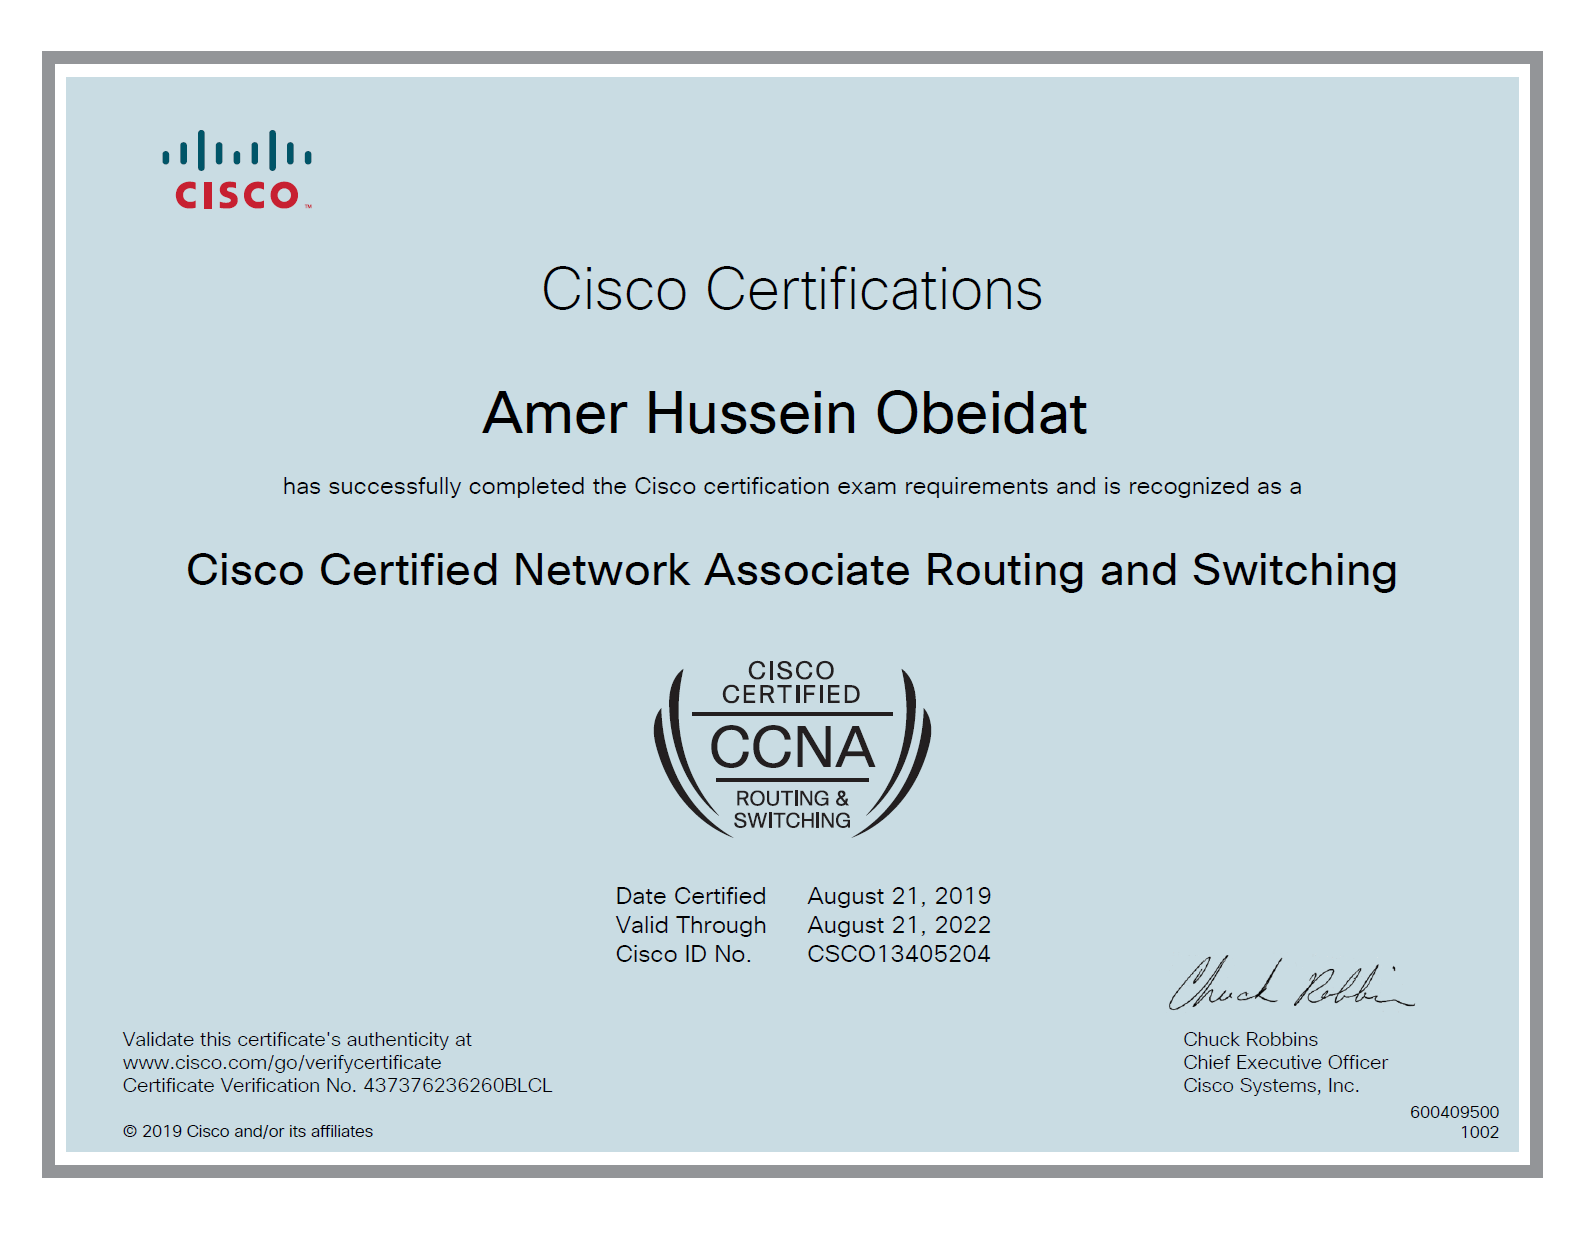 CISCO ™
Cisco Certifications
Amer Hussein Obeidat
has successfully completed the Cisco certification exam requirements and is recognized as a
Cisco Certified Network Associate Routing and Switching
CISCO
CERTIFIED
CCNA
ROUTING &
SWITCHING
Date Certified August 21, 2019
Valid Through August 21, 2022
Cisco ID No. CSCO13405204
Chuck Robbins
Validate this certificate's authenticity at
www.cisco.com/go/verifycertificate
Certificate Verification No. 437376236260BLCL
© 2019 Cisco and/or its affiliates
Chuck Robbins
Chief Executive Officer
Cisco Systems, Inc.
600409500
1002